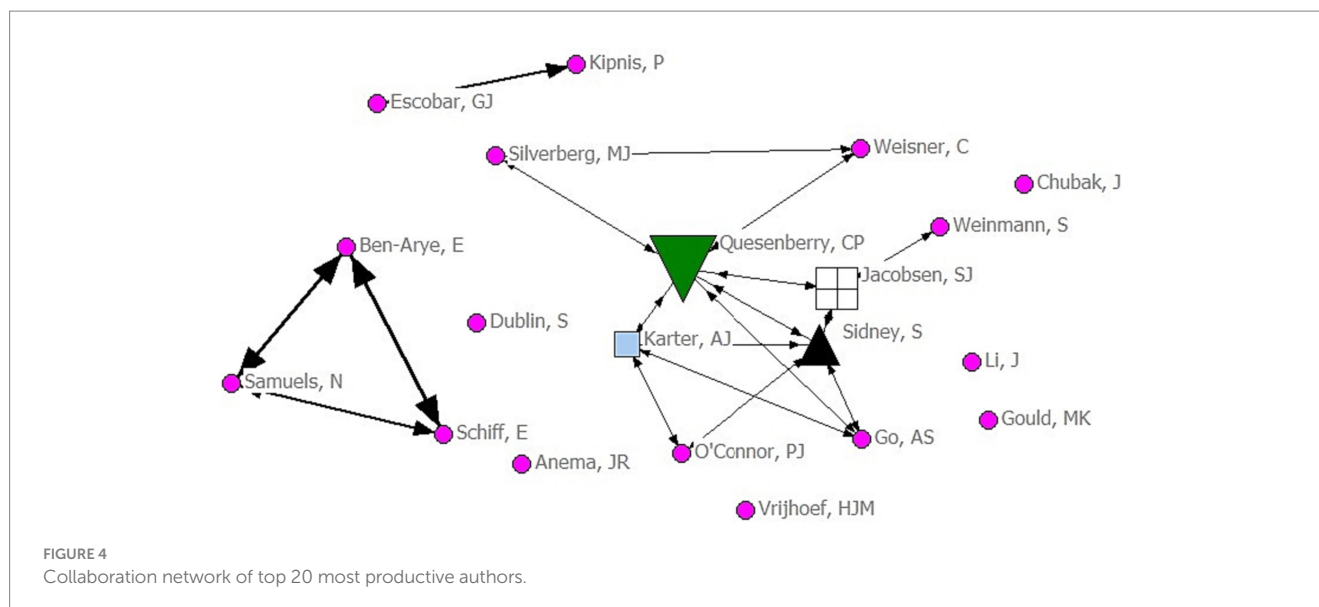 Kipnis, P
Escobar, GJ
Silverberg, MJ
Weisner, C
Chubak, J
Weinmann, S
Ben-Arye, E
Quesenberry, CP
Jacobsen, SJ
Dublin, S
Sidney, S
Karter, AJ
Li, J
Samuels, N
Gould, MK
Schiff, E
Go, AS
O'Connor, PJ
Anema, JR
Vrijhoef, HJM
FIGURE 4
Collaboration network of top 20 most productive authors.